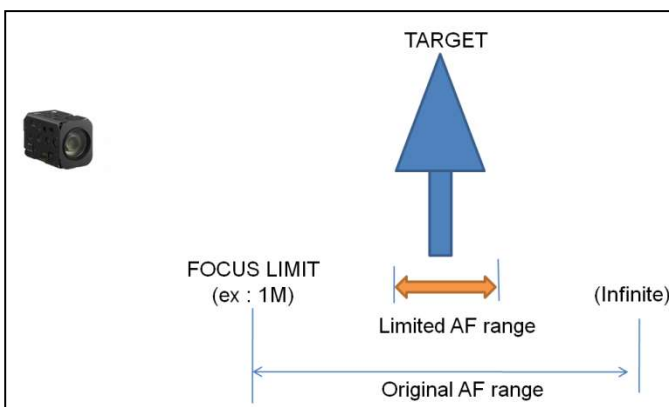 TARGET
FOCUS LIMIT
(ex : 1M)
(Infinite)
Limited AF range
Original AF range